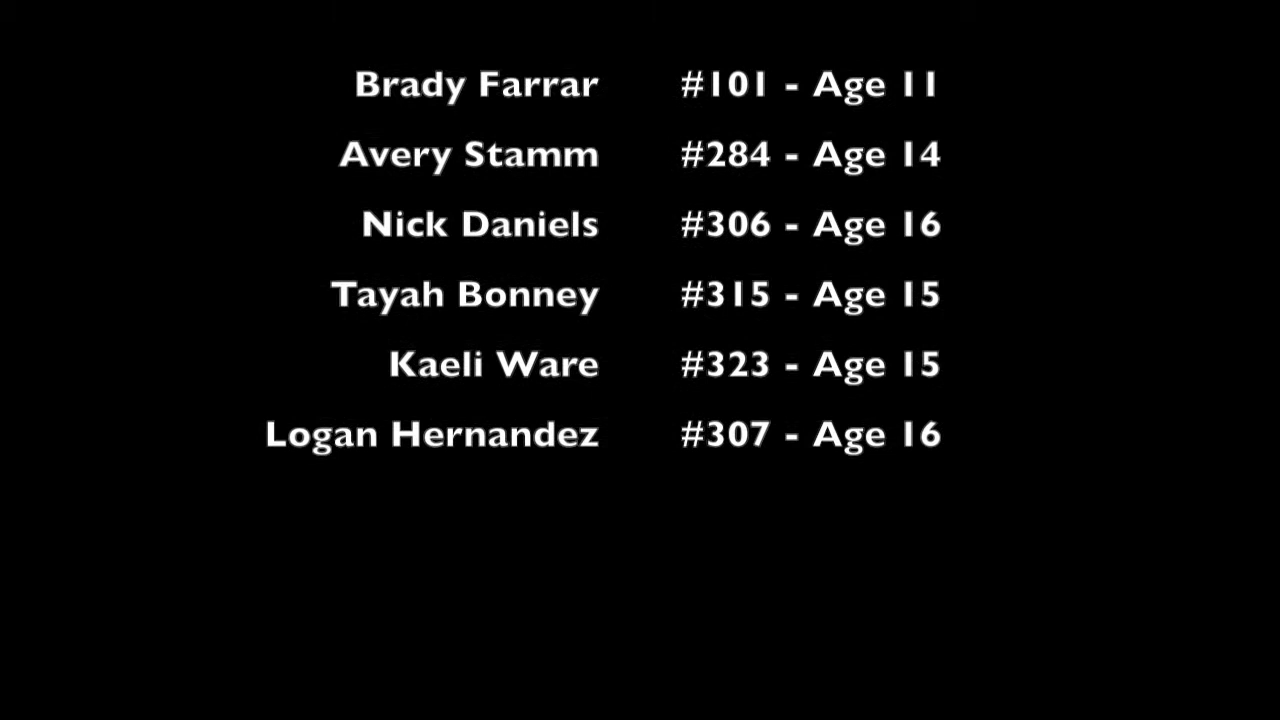 Brady Farrar #101 - Age 11
Avery Stamm #284 - Age 14
Nick Daniels #306 - Age 16
Tayah Bonney #315 - Age 15
Kaeli Ware #323 - Age 15
Logan Hernandez #307 - Age 16